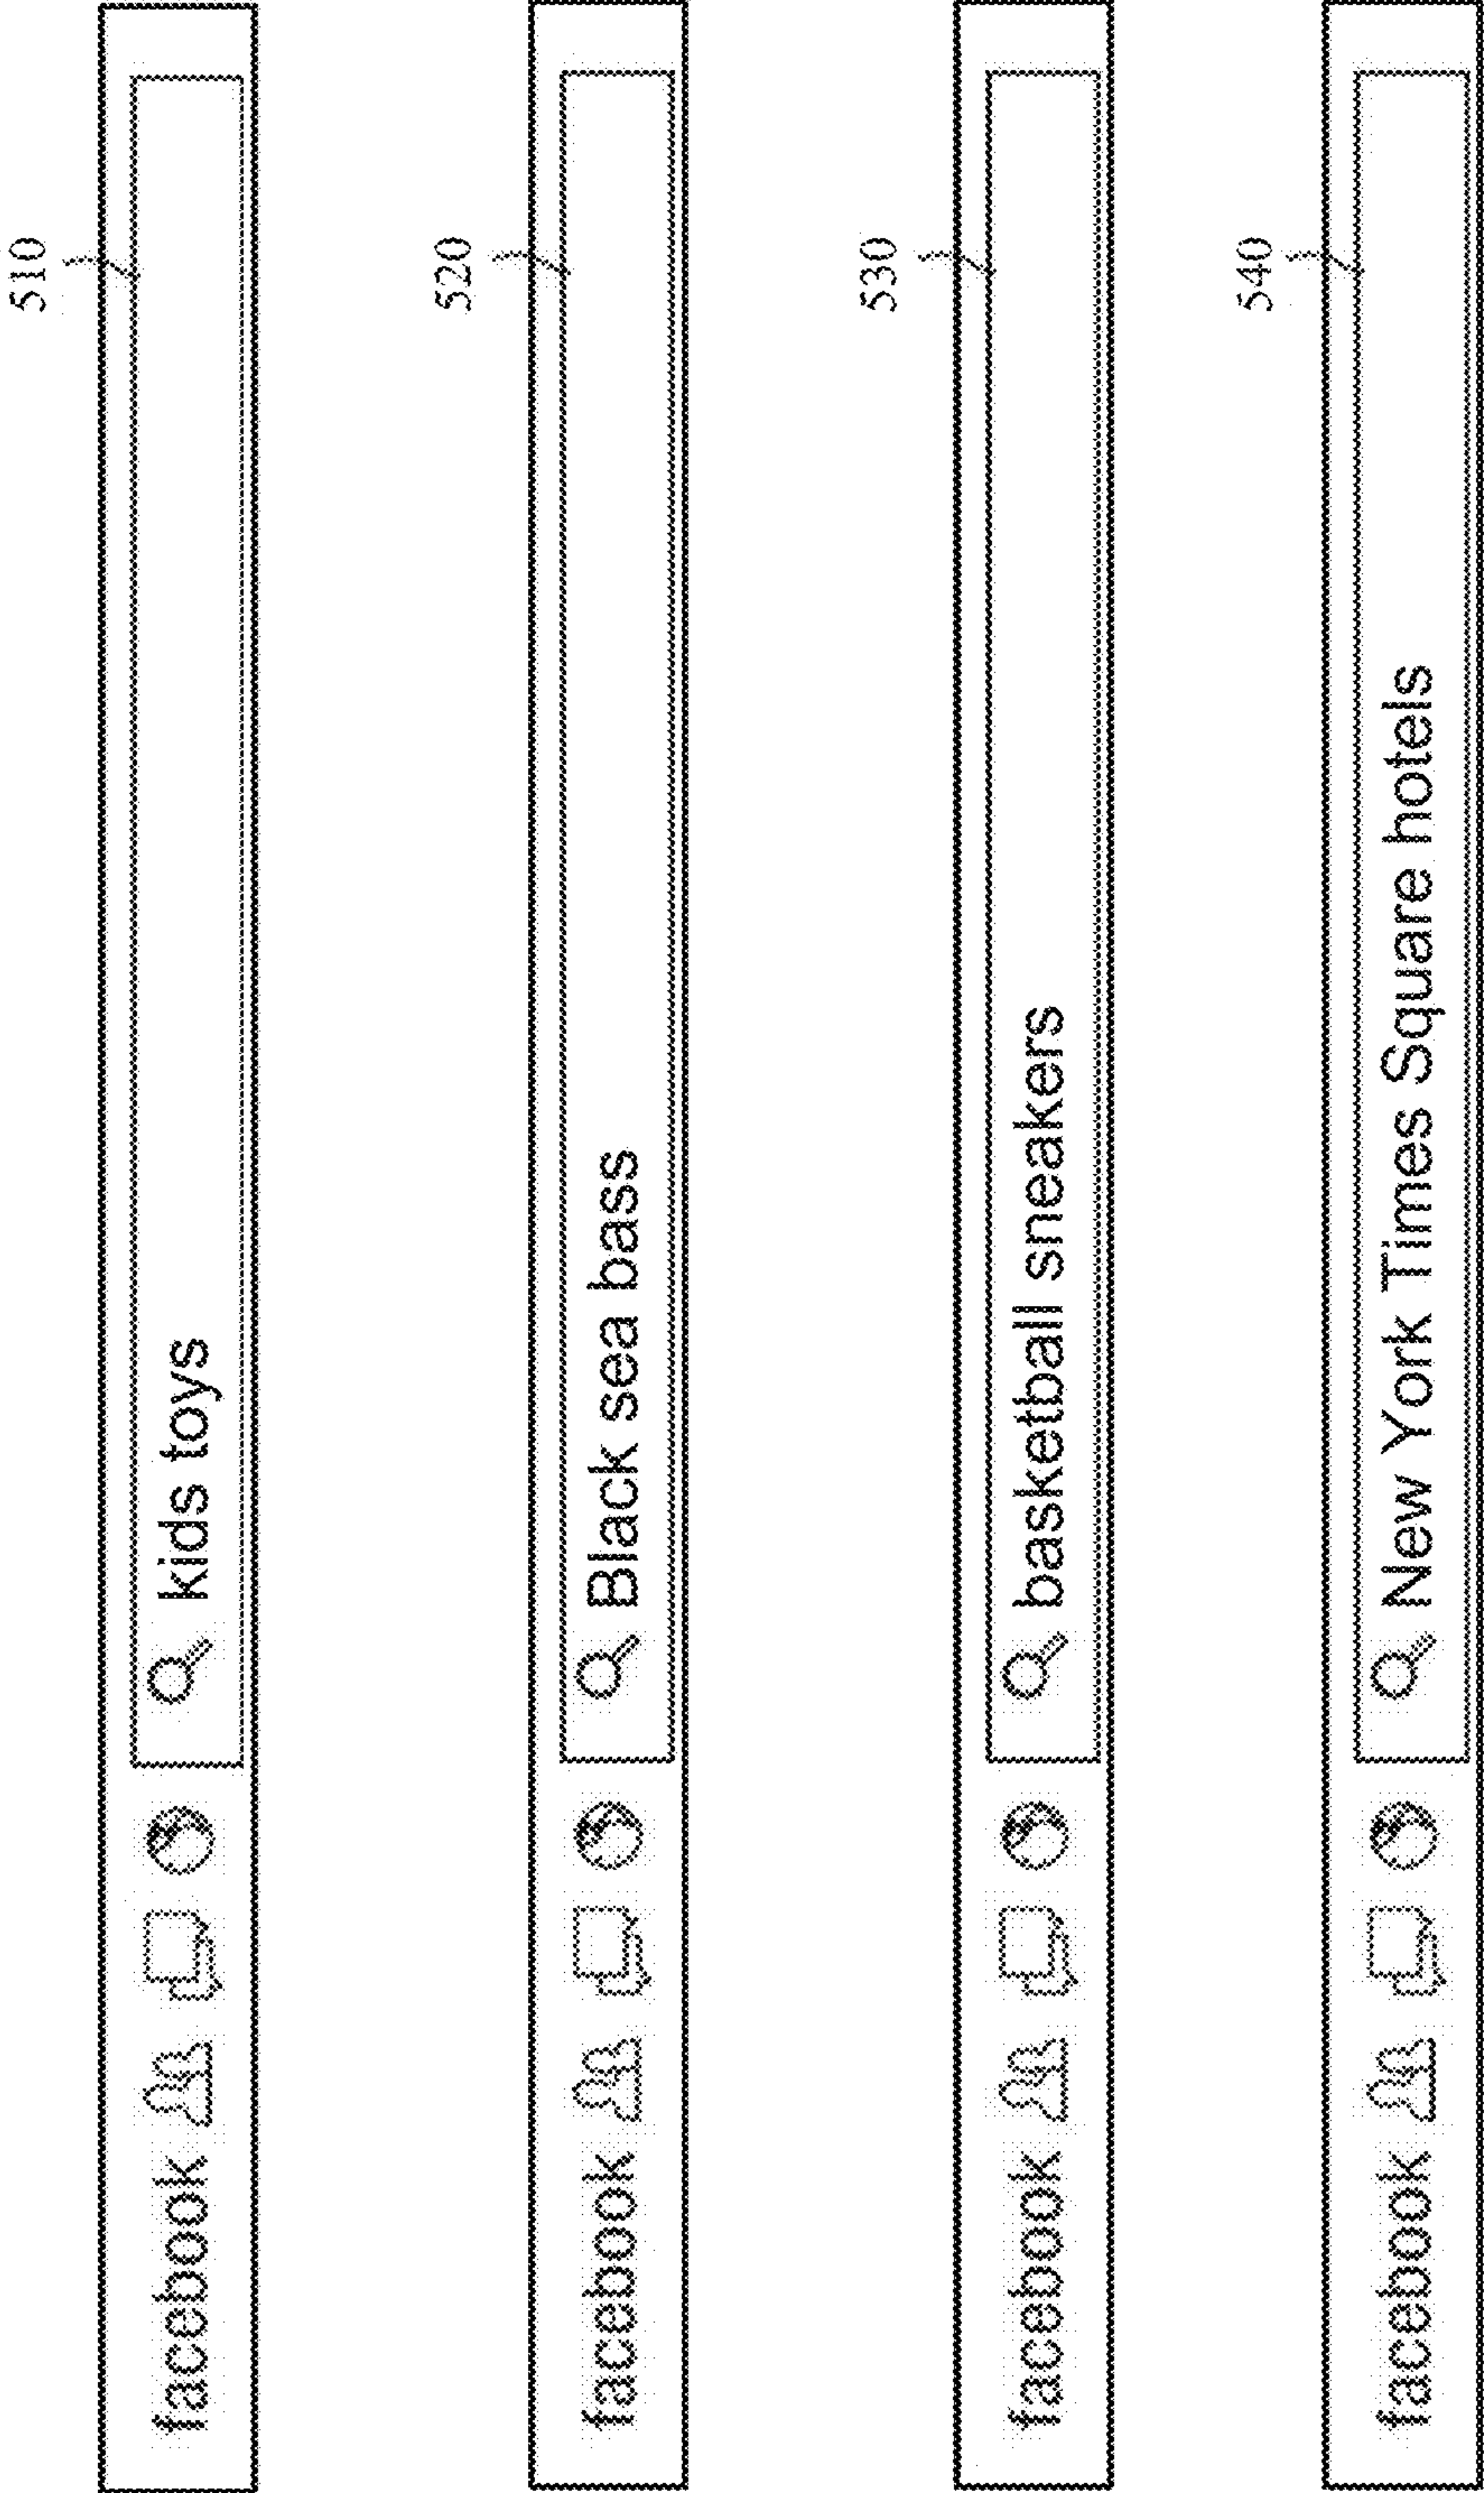 510
facebook kids toys
520
facebook Black sea bass
530
facebook basketball sneakers
540
facebook New York Times Square hotels